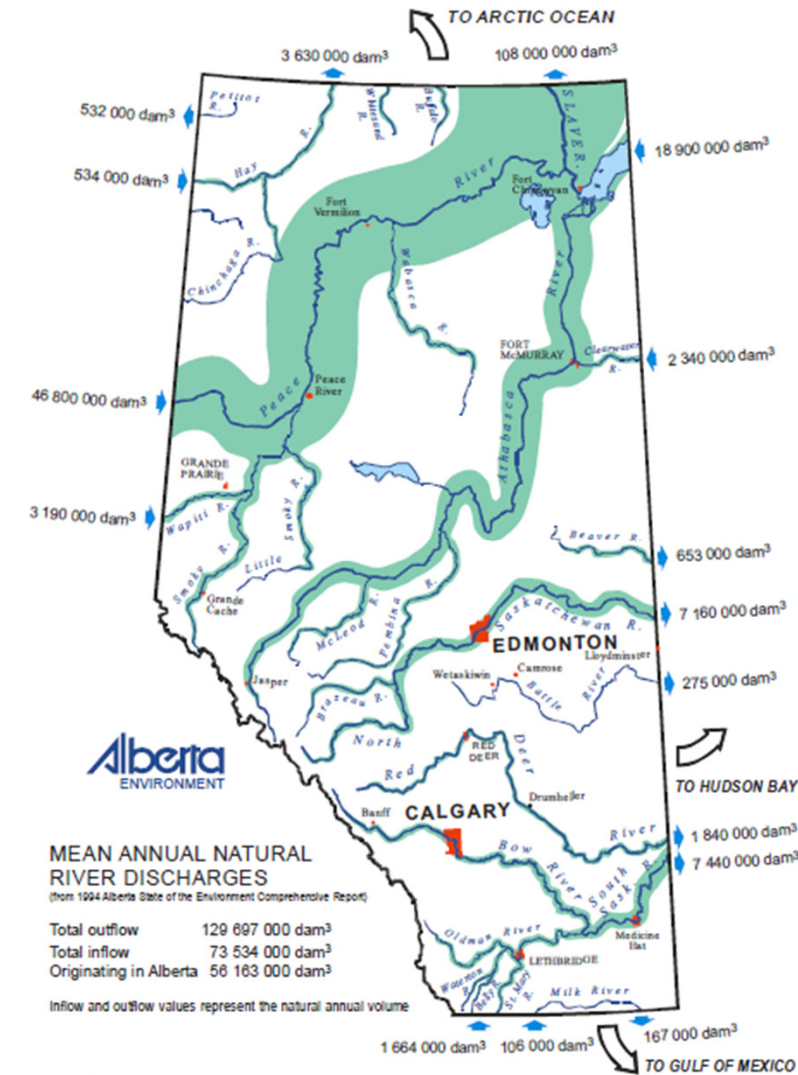 TO ARCTIC OCEAN
3 630 000 dam³
108 000 000 dam³
Petitot
R.
532 000 dam³
Whitesand
R.
Buffalo
R.
SLAVE R.
18 900 000 dam³
534 000 dam³
Hay R.
River
Fort
Chipewyan
Fort
Vermilion
Chinchaga R.
Wabasca R.
River
FORT
McMURRAY
Clearwater
R.
2 340 000 dam³
Peace
River
Peace
46 800 000 dam³
Athabasca
GRANDE
PRAIRIE
3 190 000 dam³
Wapiti R.
Smoky R.
Little Smoky R.
Beaver R.
653 000 dam³
Grande
Cache
McLeod R.
Pembina R.
Saskatchewan R.
7 160 000 dam³
EDMONTON
Lloydminster
Jasper
Wetaskiwin
Camrose
Battle River
275 000 dam³
Brazeau R.
North
Alberta
ENVIRONMENT
RED
DEER
Red Deer
TO HUDSON BAY
Drumheller
Banff
CALGARY
River
1 840 000 dam³
7 440 000 dam³
Bow River
South
Sask. R.
MEAN ANNUAL NATURAL
RIVER DISCHARGES
(from 1994 Alberta State of the Environment Comprehensive Report)
Total outflow 129 697 000 dam³
Total inflow 73 534 000 dam³
Originating in Alberta 56 163 000 dam³
Inflow and outflow values represent the natural annual volume
Oldman River
Medicine
Hat
LETHBRIDGE
Waterton
R.
Belly R.
St. Mary
R.
Milk River
1 664 000 dam³
106 000 dam³
167 000 dam³
TO GULF OF MEXICO